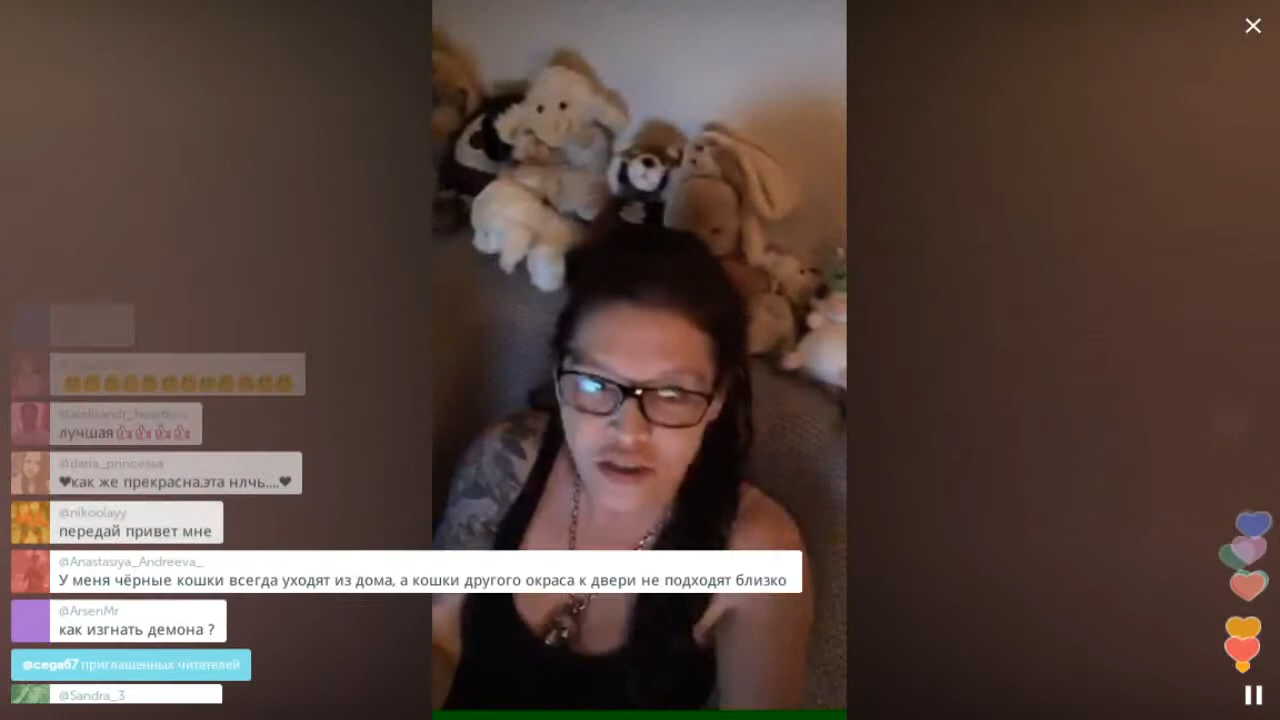 лучшая
@daria_princessa
как же прекрасна,эта нлчь....
@nikoolayy
передай привет мне
@Anastasiya_Andreeva_
У меня чёрные кошки всегда уходят из дома, а кошки другого окраса к двери не подходят близко
@ArsenMr
как изгнать демона ?
@cega67 приглашенных читателей
@Sandra_3